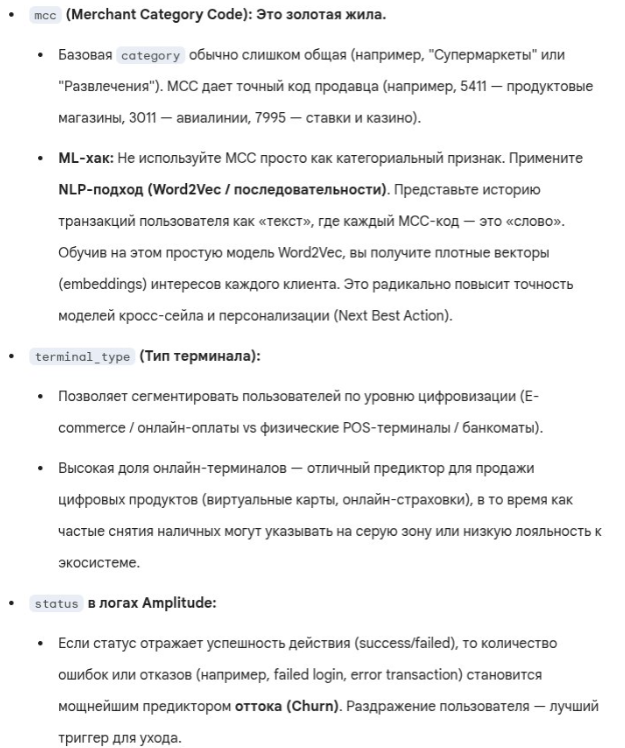 • mcc (Merchant Category Code): Это золотая жила.
• Базовая category обычно слишком общая (например, "Супермаркеты" или
"Развлечения"). MCC дает точный код продавца (например, 5411 — продуктовые
магазины, 3011 — авиалинии, 7995 — ставки и казино).
• ML-хак: Не используйте MCC просто как категориальный признак. Примените
NLP-подход (Word2Vec / последовательности). Представьте историю
транзакций пользователя как «текст», где каждый MCC-код — это «слово».
Обучив на этом простую модель Word2Vec, вы получите плотные векторы
(embeddings) интересов каждого клиента. Это радикально повысит точность
моделей кросс-сейла и персонализации (Next Best Action).
• terminal_type (Тип терминала):
• Позволяет сегментировать пользователей по уровню цифровизации (E-
commerce / онлайн-оплаты vs физические POS-терминалы / банкоматы).
• Высокая доля онлайн-терминалов — отличный предиктор для продажи
цифровых продуктов (виртуальные карты, онлайн-страховки), в то время как
частые снятия наличных могут указывать на серую зону или низкую лояльность к
экосистеме.
• status в логах Amplitude:
• Если статус отражает успешность действия (success/failed), то количество
ошибок или отказов (например, failed login, error transaction) становится
мощнейшим предиктором оттока (Churn). Раздражение пользователя — лучший
триггер для ухода.